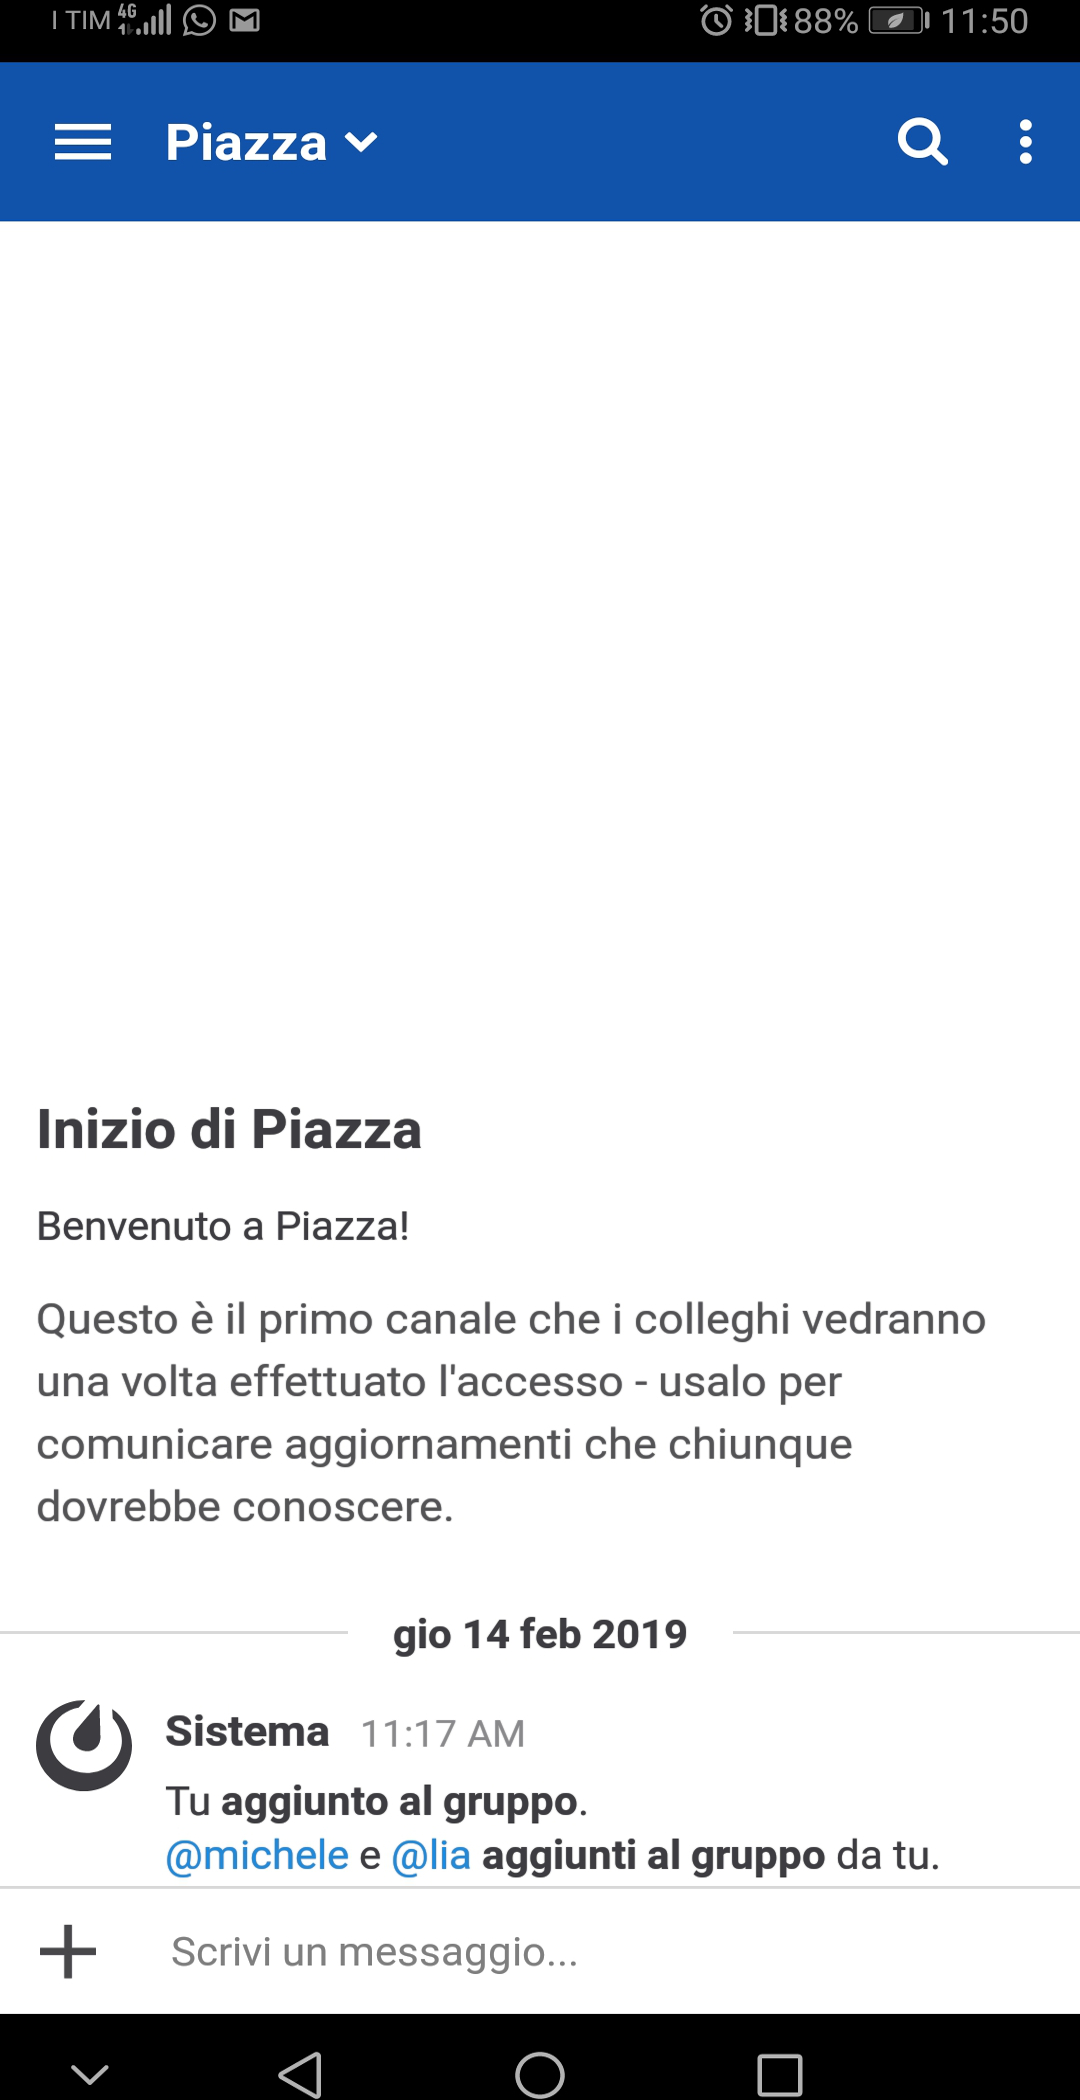 I TIM 4G 88% 11:50
Piazza
Inizio di Piazza
Benvenuto a Piazza!
Questo è il primo canale che i colleghi vedranno
una volta effettuato l'accesso - usalo per
comunicare aggiornamenti che chiunque
dovrebbe conoscere.
gio 14 feb 2019
Sistema 11:17 AM
Tu aggiunto al gruppo.
@michele e @lia aggiunti al gruppo da tu.
Scrivi un messaggio...